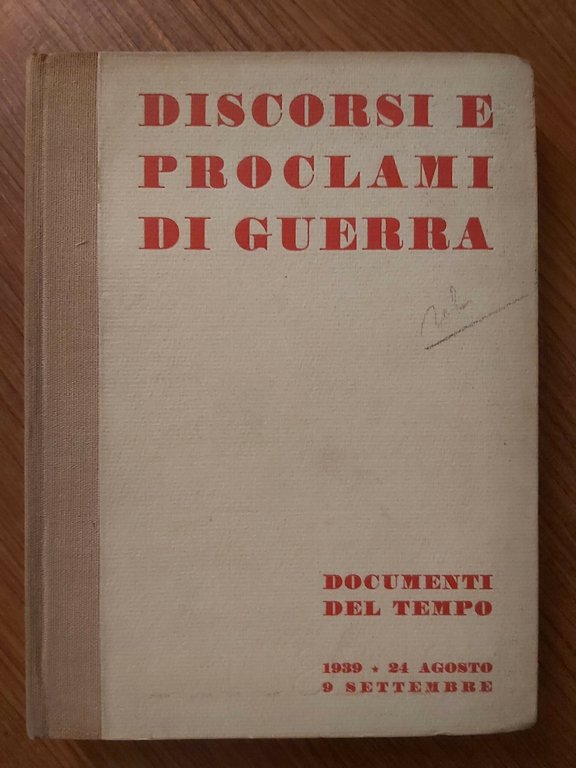 DISCORSI E
PROCLAMI
DI GUERRA
DOCUMENTI
DEL TEMPO
1939 ★ 24 AGOSTO
9 SETTEMBRE